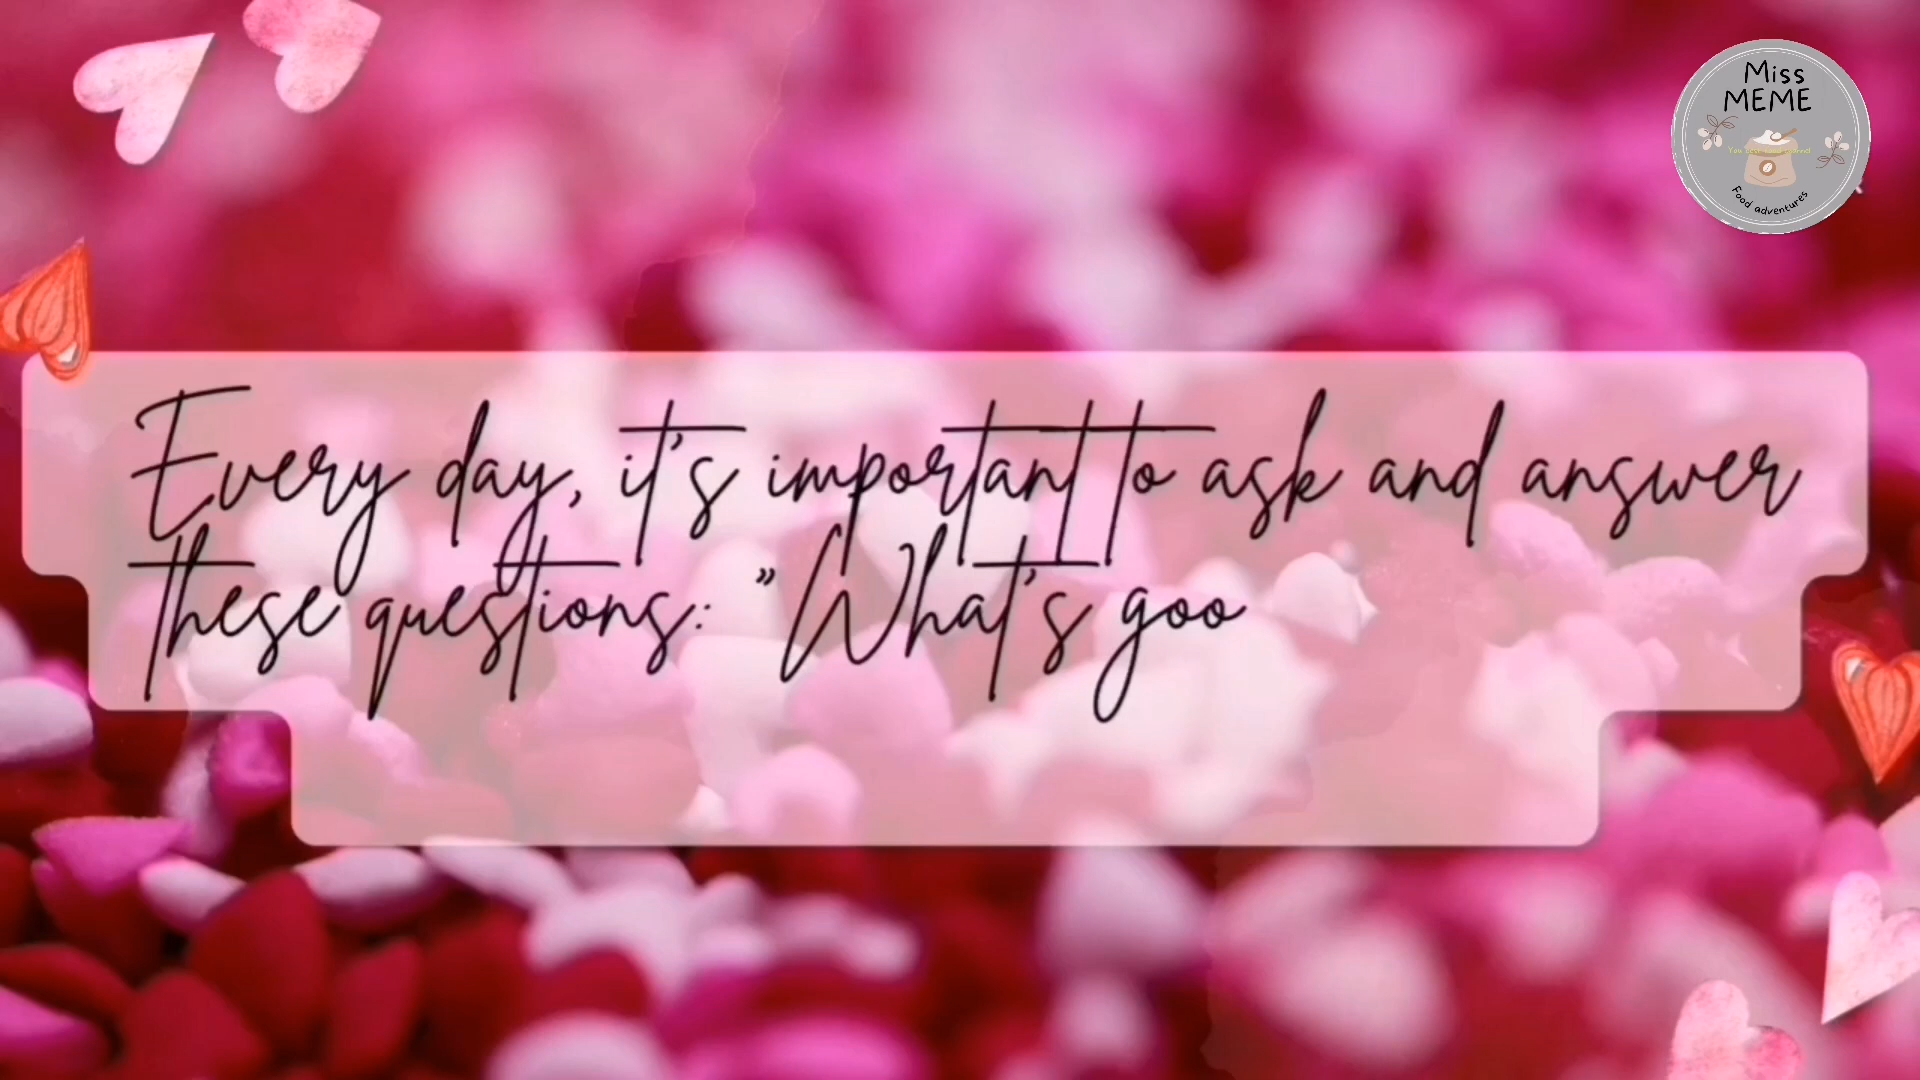 Miss
MEME
Food adventures
Every day, it's important to ask and answer
these questions: "What's goo